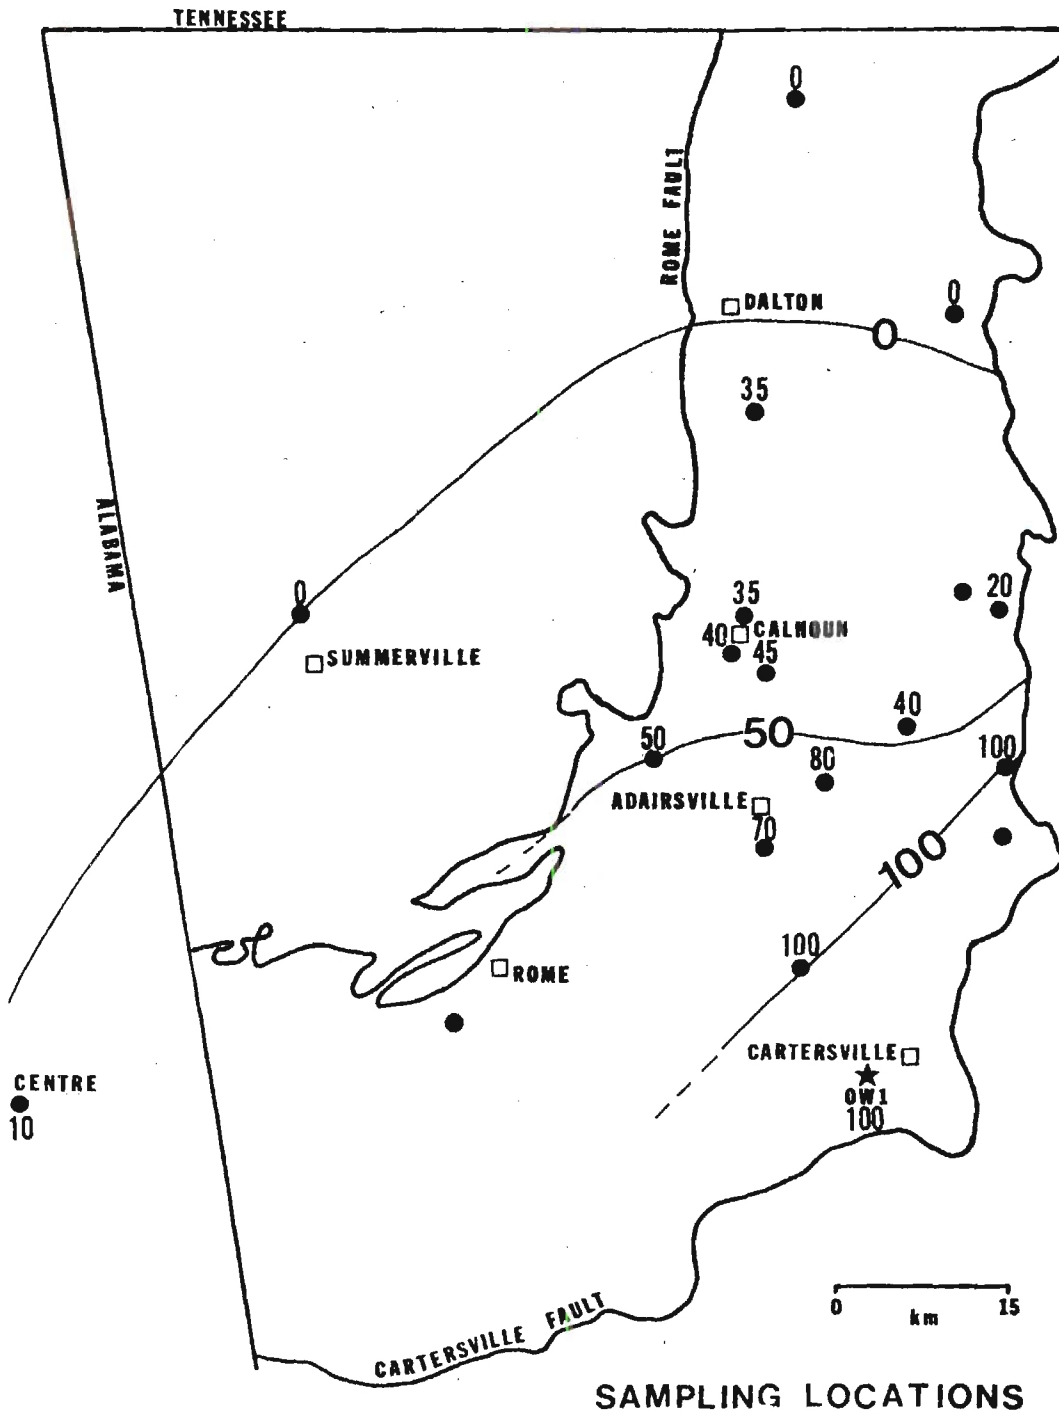 TENNESSEE
0
ROME FAULT
DALTON
0
0
35
ALABAMA
0
35
20
CALHOUN
40
45
SUMMERVILLE
40
50
50
100
80
ADAIRSVILLE
70
100
100
ROME
CARTERSVILLE
CENTRE
10
OW1
100
0 15
km
CARTERSVILLE FAULT
SAMPLING LOCATIONS